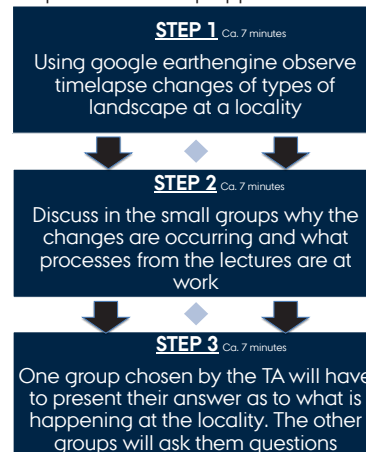 STEP 1 Ca. 7 minutes
Using google earthengine observe
timelapse changes of types of
landscape at a locality
STEP 2 Ca. 7 minutes
Discuss in the small groups why the
changes are occurring and what
processes from the lectures are at
work
STEP 3 Ca. 7 minutes
One group chosen by the TA will have
to present their answer as to what is
happening at the locality. The other
groups will ask them questions